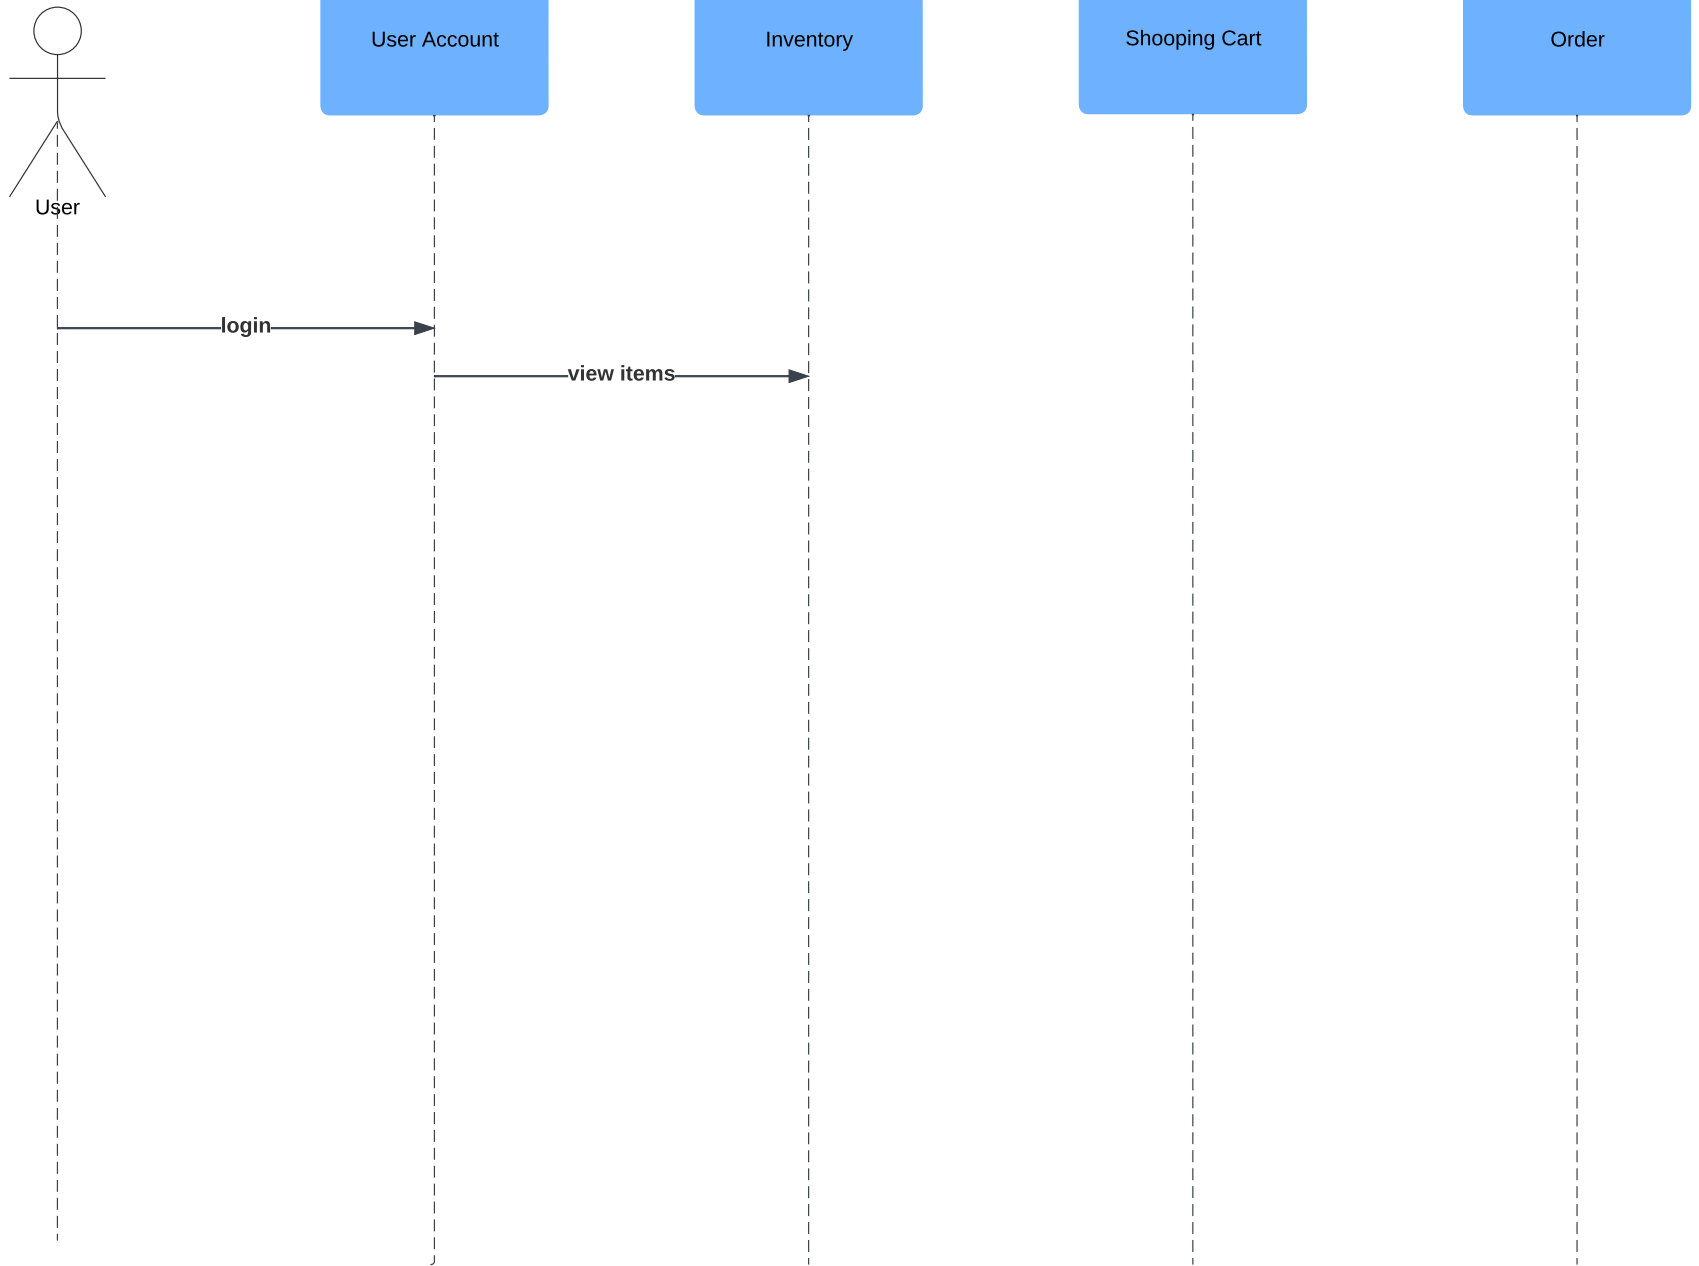 User Account
Inventory
Shooping Cart
Order
User
login
view items